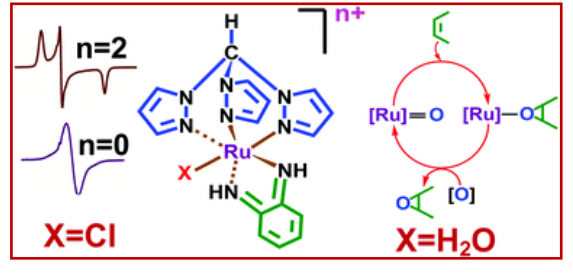 n=2
n=0
X=Cl
n+
H
C
N N N
N N N
Ru
X
NH
HN
[Ru]=O
[Ru]—O
O
[O]
X=H₂O